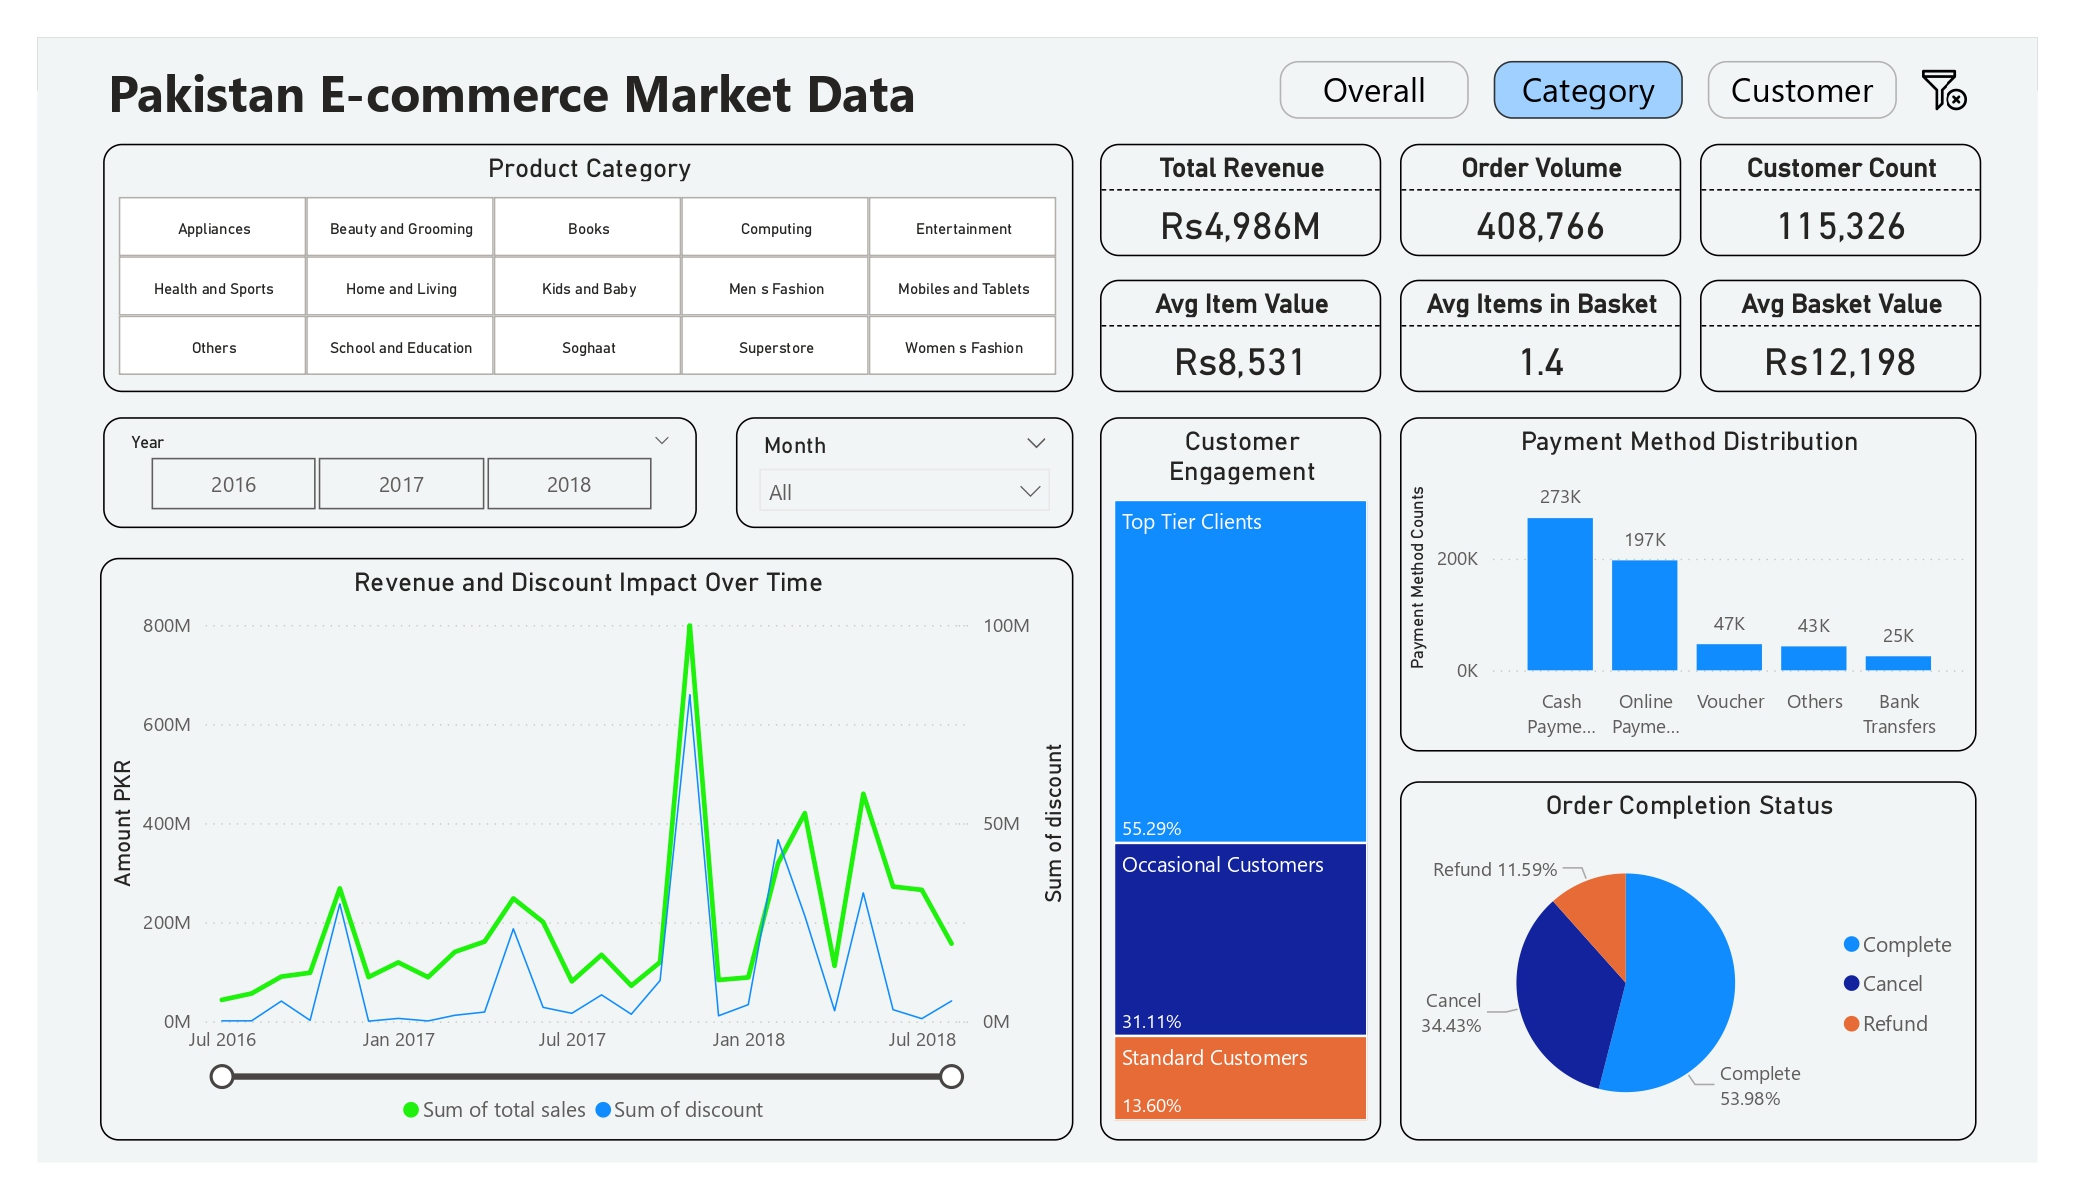 Pakistan E-commerce Market Data
Overall
Category
Customer
Product Category
Appliances
Beauty and Grooming
Books
Computing
Entertainment
Health and Sports
Home and Living
Kids and Baby
Men s Fashion
Mobiles and Tablets
Others
School and Education
Soghaat
Superstore
Women s Fashion
Total Revenue
Rs4,986M
Order Volume
408,766
Customer Count
115,326
Avg Item Value
Rs8,531
Avg Items in Basket
1.4
Avg Basket Value
Rs12,198
Year
2016
2017
2018
Month
All
Revenue and Discount Impact Over Time
Amount PKR
800M
600M
400M
200M
0M
100M
50M
0M
Sum of discount
Jul 2016
Jan 2017
Jul 2017
Jan 2018
Jul 2018
Sum of total sales
Sum of discount
Customer
Engagement
Top Tier Clients
55.29%
Occasional Customers
31.11%
Standard Customers
13.60%
Payment Method Distribution
Payment Method Counts
200K
0K
273K
197K
47K
43K
25K
Cash
Payme...
Online
Payme...
Voucher
Others
Bank
Transfers
Order Completion Status
Refund 11.59%
Cancel
34.43%
Complete
53.98%
Complete
Cancel
Refund